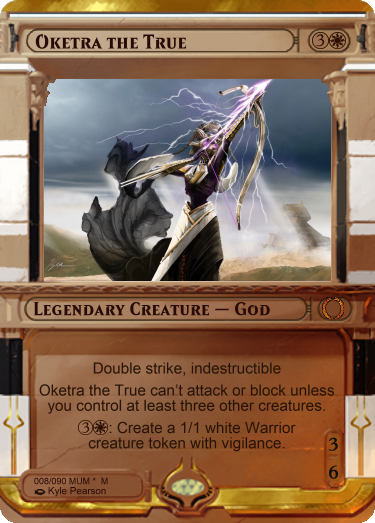 Oketra the True ③W
Legendary Creature — God
Double strike, indestructible
Oketra the True can't attack or block unless
you control at least three other creatures.
③W: Create a 1/1 white Warrior
creature token with vigilance.
3
6
008/090 MUM * M
Kyle Pearson